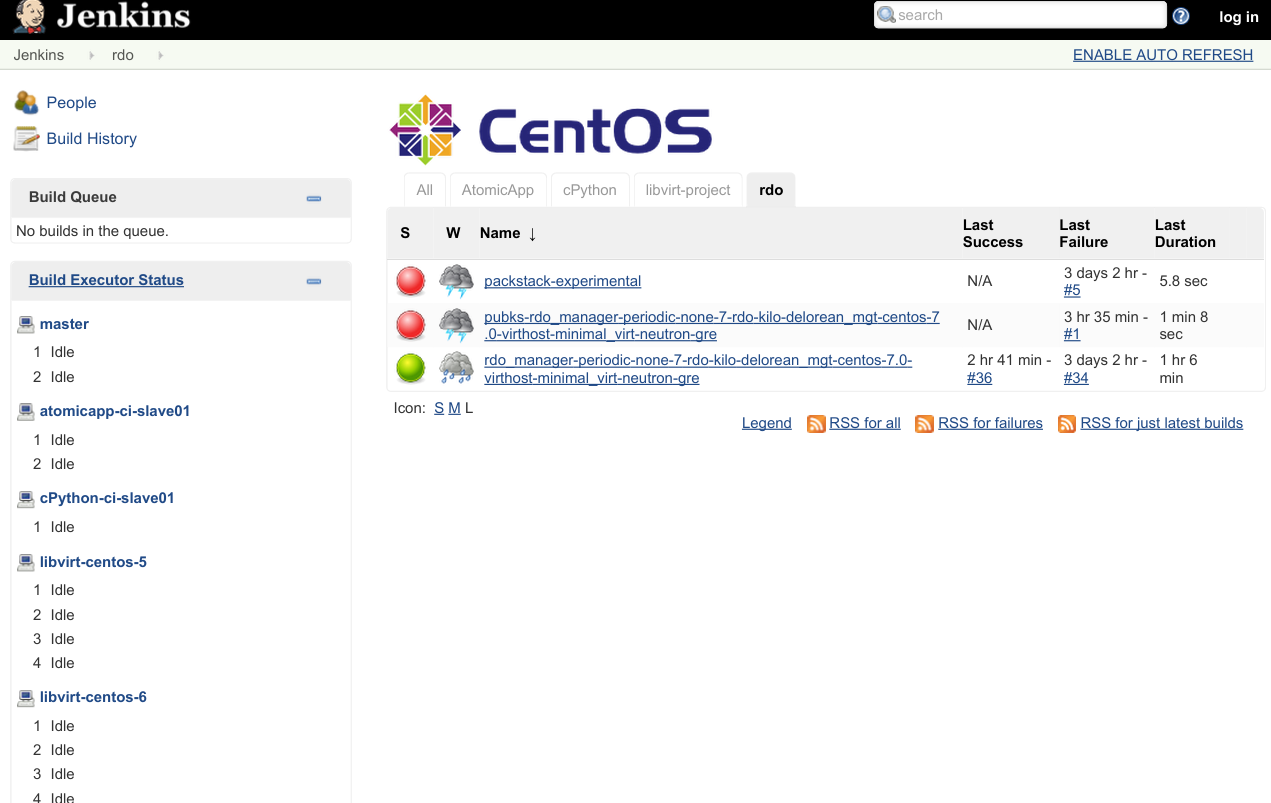 Jenkins
search
log in
Jenkins
rdo
ENABLE AUTO REFRESH
People
Build History
Build Queue
No builds in the queue.
Build Executor Status
master
1 Idle
2 Idle
atomicapp-ci-slave01
1 Idle
2 Idle
cPython-ci-slave01
1 Idle
libvirt-centos-5
1 Idle
2 Idle
3 Idle
4 Idle
libvirt-centos-6
1 Idle
2 Idle
3 Idle
4 Idle
CentOS
All AtomicApp cPython libvirt-project rdo
S W Name ↓ Last Success Last Failure Last Duration
packstack-experimental N/A 3 days 2 hr - #5 5.8 sec
pubks-rdo_manager-periodic-none-7-rdo-kilo-delorean_mgt-centos-7
.0-virthost-minimal_virt-neutron-gre
N/A
3 hr 35 min -
#1
1 min 8
sec
rdo_manager-periodic-none-7-rdo-kilo-delorean_mgt-centos-7.0-
virthost-minimal_virt-neutron-gre
2 hr 41 min -
#36
3 days 2 hr -
#34
1 hr 6
min
Icon: S M L
Legend RSS for all RSS for failures RSS for just latest builds